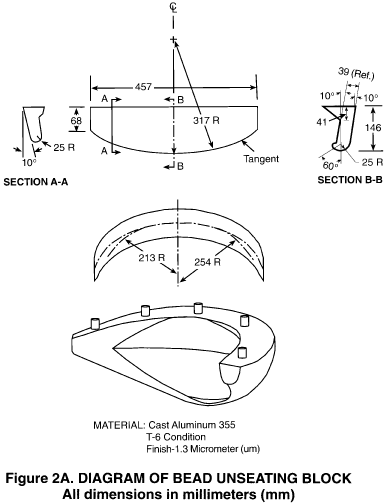 ℄
457
A
B
68
317 R
A
B
Tangent
25 R
10°
SECTION A-A
39 (Ref.)
10°
10°
41
146
60°
25 R
SECTION B-B
213 R
254 R
MATERIAL: Cast Aluminum 355
T-6 Condition
Finish-1.3 Micrometer (um)
Figure 2A. DIAGRAM OF BEAD UNSEATING BLOCK
All dimensions in millimeters (mm)